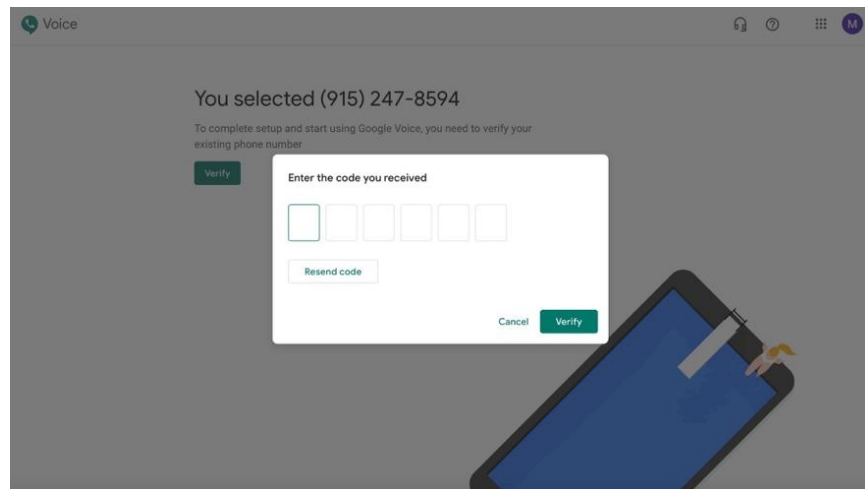 Voice
M
You selected (915) 247-8594
To complete setup and start using Google Voice, you need to verify your
existing phone number
Verify
Enter the code you received
Resend code
Cancel
Verify